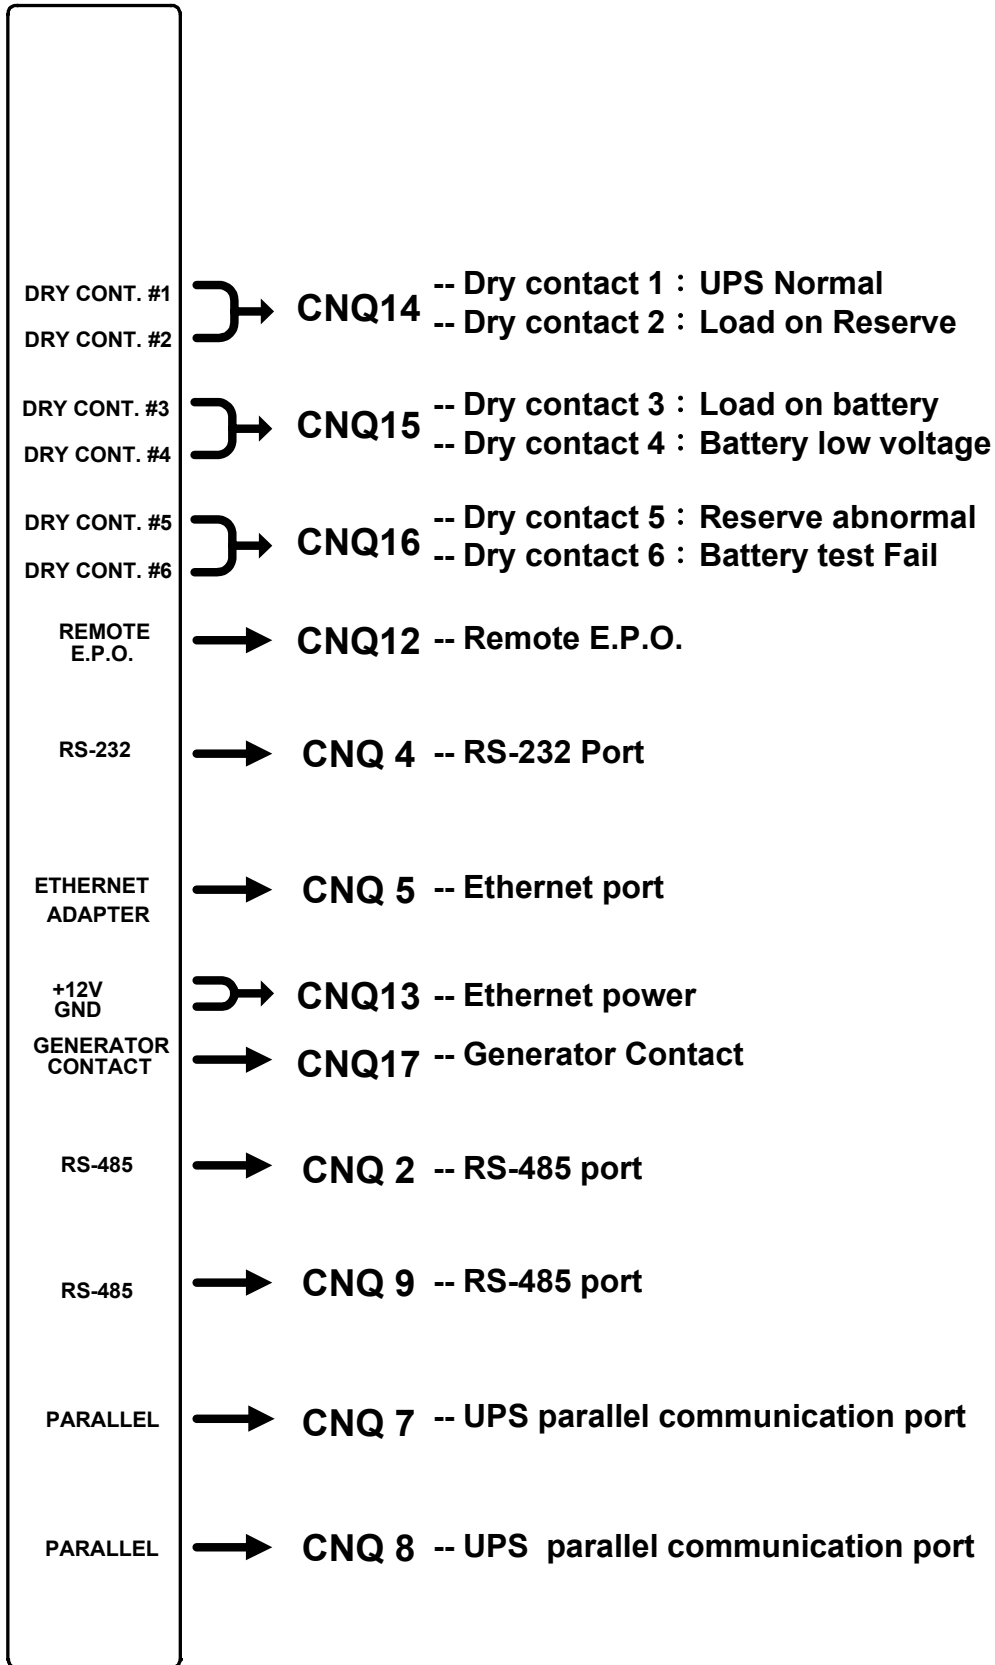 DRY CONT. #1
DRY CONT. #2
CNQ14
-- Dry contact 1：UPS Normal
-- Dry contact 2：Load on Reserve
DRY CONT. #3
DRY CONT. #4
CNQ15
-- Dry contact 3：Load on battery
-- Dry contact 4：Battery low voltage
DRY CONT. #5
DRY CONT. #6
CNQ16
-- Dry contact 5：Reserve abnormal
-- Dry contact 6：Battery test Fail
REMOTE
E.P.O.
CNQ12 -- Remote E.P.O.
RS-232
CNQ 4 -- RS-232 Port
ETHERNET
ADAPTER
CNQ 5 -- Ethernet port
+12V
GND
CNQ13 -- Ethernet power
GENERATOR
CONTACT
CNQ17 -- Generator Contact
RS-485
CNQ 2 -- RS-485 port
RS-485
CNQ 9 -- RS-485 port
PARALLEL
CNQ 7 -- UPS parallel communication port
PARALLEL
CNQ 8 -- UPS  parallel communication port